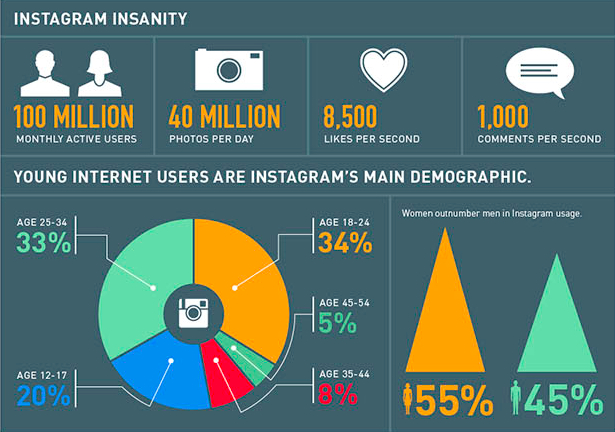 INSTAGRAM INSANITY
100 MILLION
MONTHLY ACTIVE USERS
40 MILLION
PHOTOS PER DAY
8,500
LIKES PER SECOND
1,000
COMMENTS PER SECOND
YOUNG INTERNET USERS ARE INSTAGRAM'S MAIN DEMOGRAPHIC.
AGE 25-34
33%
AGE 18-24
34%
AGE 45-54
5%
AGE 12-17
20%
AGE 35-44
8%
Women outnumber men in Instagram usage.
55%
45%